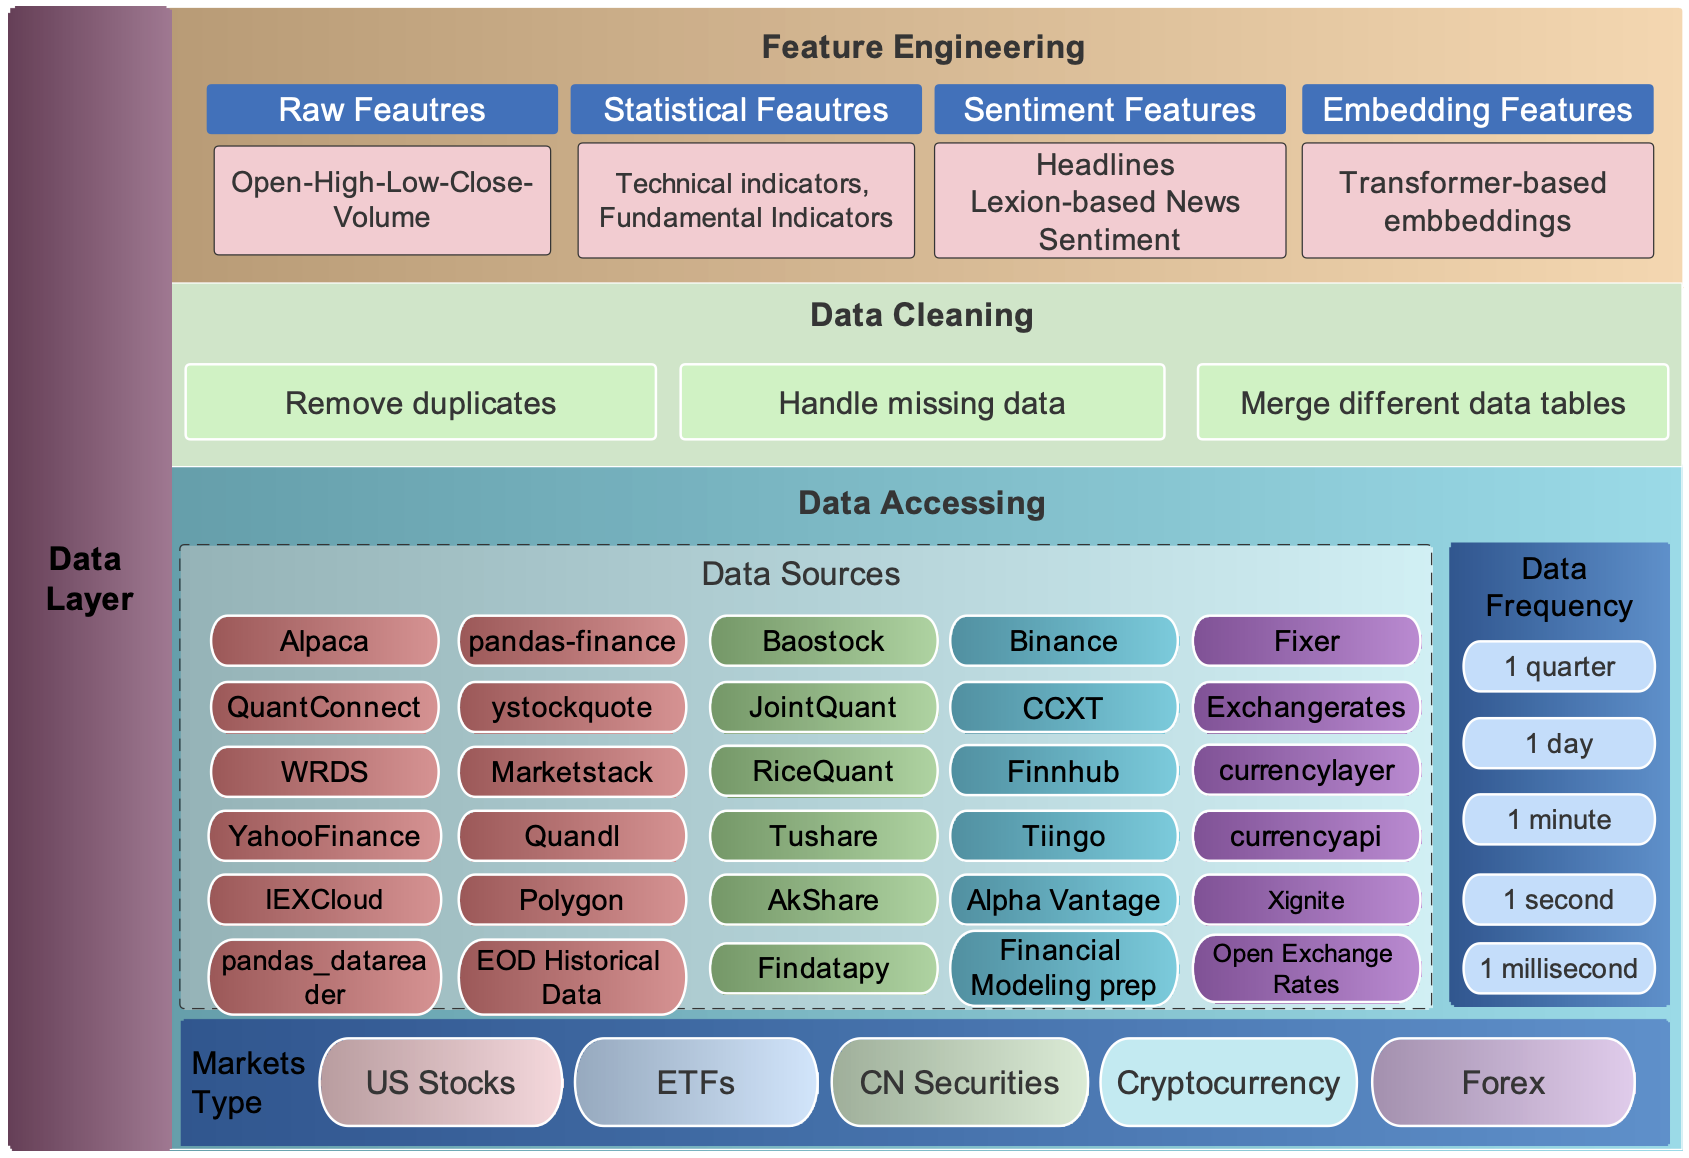 Feature Engineering
Raw Feautres
Statistical Feautres
Sentiment Features
Embedding Features
Open-High-Low-Close-
Volume
Technical indicators,
Fundamental Indicators
Headlines
Lexion-based News
Sentiment
Transformer-based
embbeddings
Data Cleaning
Remove duplicates
Handle missing data
Merge different data tables
Data
Layer
Data Accessing
Data Sources
Alpaca
pandas-finance
Baostock
Binance
Fixer
QuantConnect
ystockquote
JointQuant
CCXT
Exchangerates
WRDS
Marketstack
RiceQuant
Finnhub
currencylayer
YahooFinance
Quandl
Tushare
Tiingo
currencyapi
IEXCloud
Polygon
AkShare
Alpha Vantage
Xignite
pandas_datarea
der
EOD Historical
Data
Findatapy
Financial
Modeling prep
Open Exchange
Rates
Data
Frequency
1 quarter
1 day
1 minute
1 second
1 millisecond
Markets
Type
US Stocks
ETFs
CN Securities
Cryptocurrency
Forex